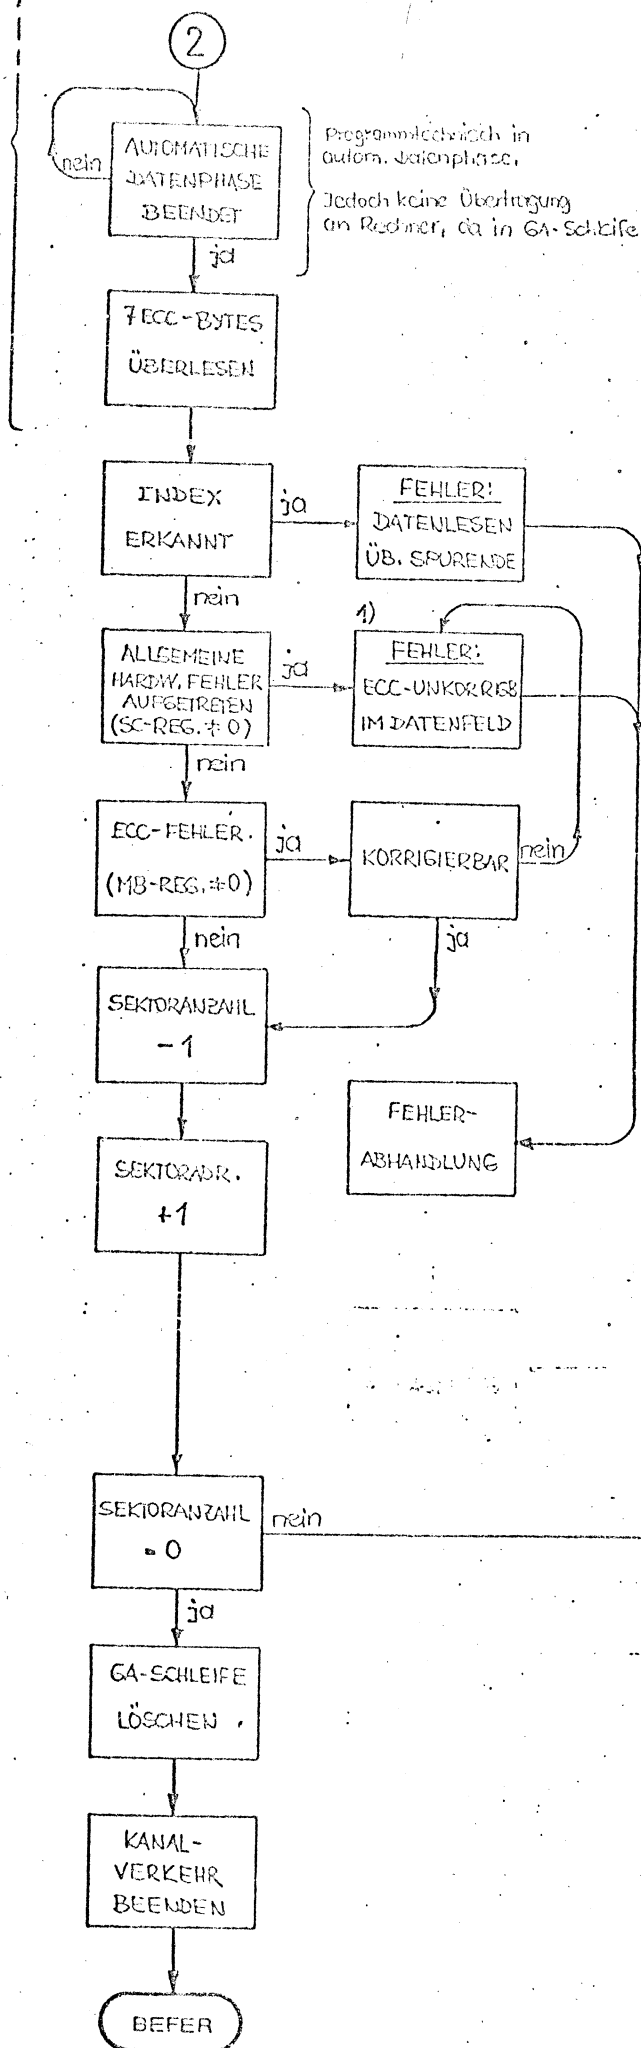 2
nein
AUTOMATISCHE
DATENPHASE
BEENDET
Programmtechnisch in
autom. Datenphase,
Jedoch keine Übertragung
an Rechner, da in GA-Schleife
ja
7 ECC-BYTES
ÜBERLESEN
INDEX
ERKANNT
ja
FEHLER:
DATENLESEN
ÜB. SPURENDE
nein
1)
ALLGEMEINE
HARDW. FEHLER
AUFGETRETEN
(SC-REG. ≠ 0)
ja
FEHLER:
ECC-UNKORRIGB
IM DATENFELD
nein
ECC-FEHLER.
(MB-REG. ≠ 0)
ja
KORRIGIERBAR
nein
nein
ja
SEKTORANZAHL
- 1
FEHLER-
ABHANDLUNG
SEKTORADR.
+1
SEKTORANZAHL
= 0
nein
ja
GA-SCHLEIFE
LÖSCHEN
KANAL-
VERKEHR
BEENDEN
BEFER